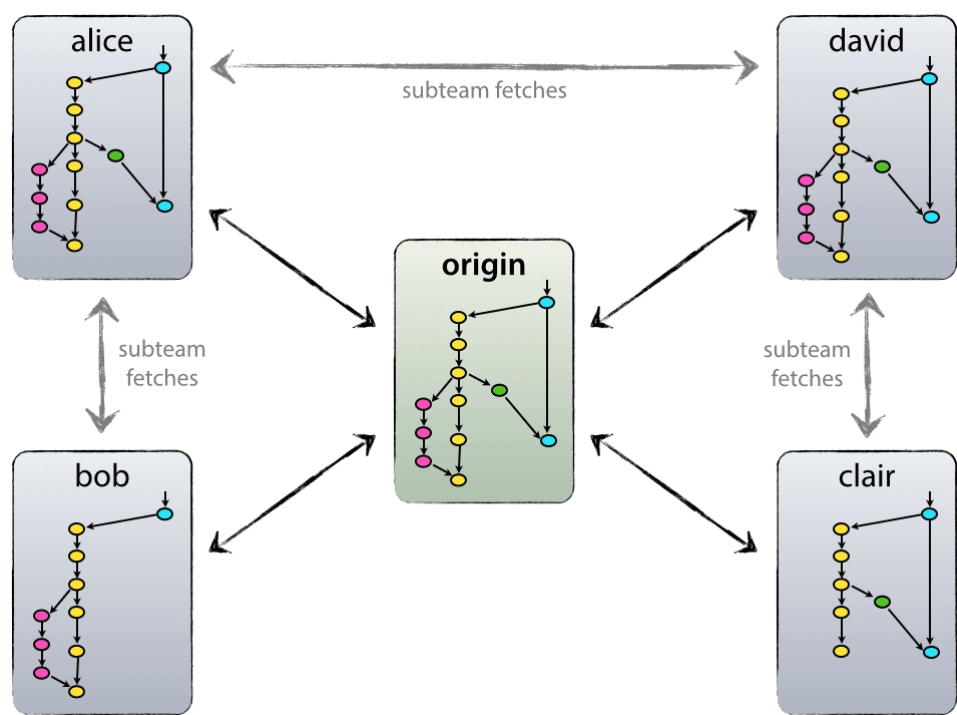 alice
david
subteam fetches
origin
subteam
fetches
subteam
fetches
bob
clair